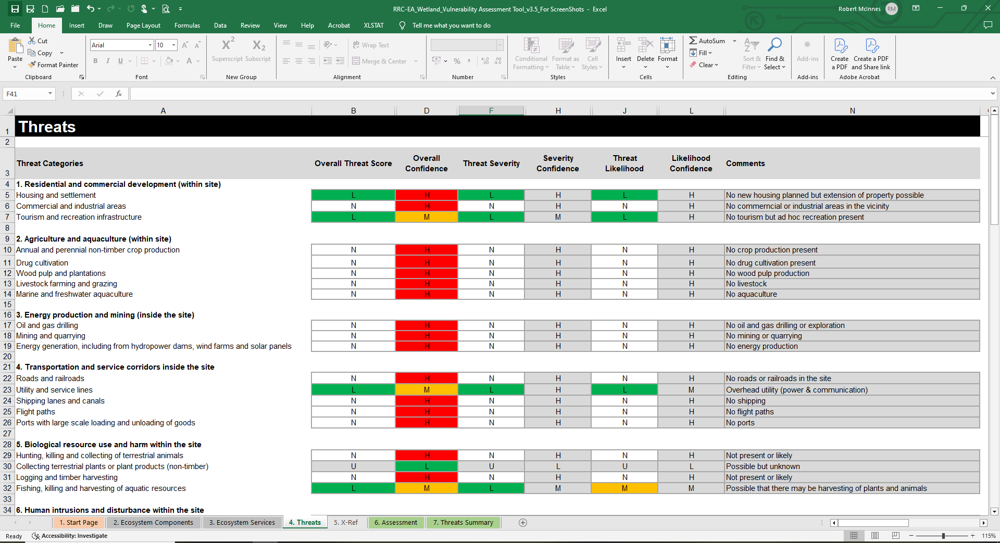 RRC-EA_Wetland_Vulnerability Assessment Tool_v3.5_For ScreenShots - Excel
Robert McInnes RM
File Home Insert Draw Page Layout Formulas Data Review View Help Acrobat XLSTAT Tell me what you want to do
Paste
Cut
Copy
Format Painter
Clipboard
Arial 10
B I U
Font
Superscript Subscript
New Group
Wrap Text
Merge & Center
Alignment
Number
Conditional Formatting
Format as Table
Cell Styles
Styles
Insert Delete Format
Cells
AutoSum
Fill
Clear
Sort & Filter
Find & Select
Editing
Add-ins
Add-ins
Create a PDF
Create a PDF and Share link
Adobe Acrobat
F41 fx
A B D F H J L N
1 Threats
2
3 Threat Categories Overall Threat Score Overall Confidence Threat Severity Severity Confidence Threat Likelihood Likelihood Confidence Comments
4 1. Residential and commercial development (within site)
5 Housing and settlement L H L H L H No new housing planned but extension of property possible
6 Commercial and industrial areas N H N H N H No commerncial or industrial areas in the vicinity
7 Tourism and recreation infrastructure L M L M L H No tourism but ad hoc recreation present
8
9 2. Agriculture and aquaculture (within site)
10 Annual and perennial non-timber crop production N H N H N H No crop production present
11 Drug cultivation N H N H N H No drug cultivation present
12 Wood pulp and plantations N H N H N H No wood pulp production
13 Livestock farming and grazing N H N H N H No livestock
14 Marine and freshwater aquaculture N H N H N H No aquaculture
15
16 3. Energy production and mining (inside the site)
17 Oil and gas drilling N H N H N H No oil and gas drilling or exploration
18 Mining and quarrying N H N H N H No mining or quarrying
19 Energy generation, including from hydropower dams, wind farms and solar panels N H N H N H No energy production
20
21 4. Transportation and service corridors inside the site
22 Roads and railroads N H N H N H No roads or railroads in the site
23 Utility and service lines L M L H L M Overhead utility (power & communication)
24 Shipping lanes and canals N H N H N H No shipping
25 Flight paths N H N H N H No flight paths
26 Ports with large scale loading and unloading of goods N H N H N H No ports
27
28 5. Biological resource use and harm within the site
29 Hunting, killing and collecting of terrestrial animals N H N H N H Not present or likely
30 Collecting terrestrial plants or plant products (non-timber) U L U L U L Possible but unknown
31 Logging and timber harvesting N H N H N H Not present or likely
32 Fishing, killing and harvesting of aquatic resources L M L M M M Possible that there may be harvesting of plants and animals
33
34 6. Human intrusions and disturbance within the site
1. Start Page 2. Ecosystem Components 3. Ecosystem Services 4. Threats 5. X-Ref 6. Assessment 7. Threats Summary
Ready Accessibility: Investigate 115%